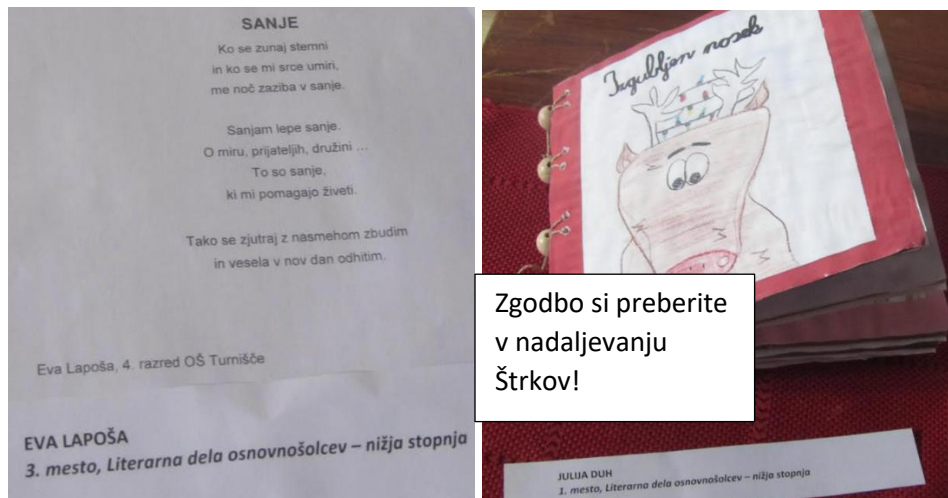 SANJE
Ko se zunaj stemni
in ko se mi srce umiri,
me noč zaziba v sanje.
Sanjam lepe sanje.
O miru, prijateljih, družini ...
To so sanje,
ki mi pomagajo živeti.
Tako se zjutraj z nasmehom zbudim
in vesela v nov dan odhitim.
Eva Lapoša, 4. razred OŠ Turnišče
EVA LAPOŠA
3. mesto, Literarna dela osnovnošolcev – nižja stopnja
Izgubljen nosek
Zgodbo si preberite
v nadaljevanju
Štrkov!
JULIJA DUH
1. mesto, Literarna dela osnovnošolcev – nižja stopnja